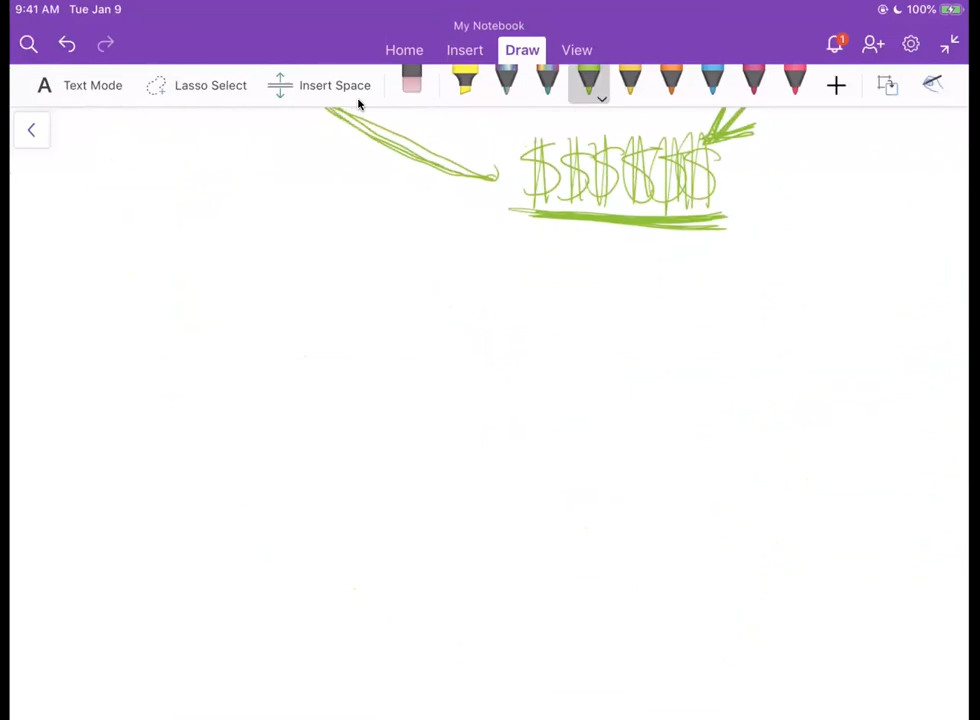 9:41 AM Tue Jan 9 100%
My Notebook
Home Insert Draw View 1
A Text Mode Lasso Select Insert Space
$$$$$$